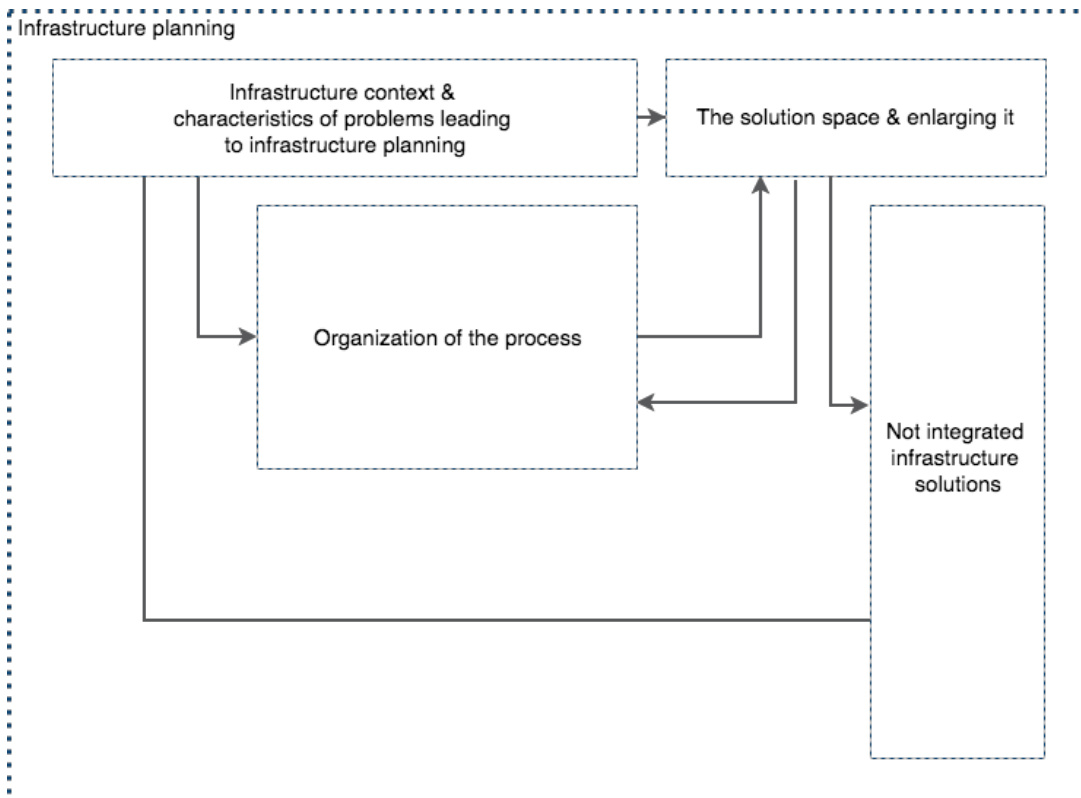 Infrastructure planning
Infrastructure context &
characteristics of problems leading
to infrastructure planning
The solution space & enlarging it
Organization of the process
Not integrated
infrastructure
solutions